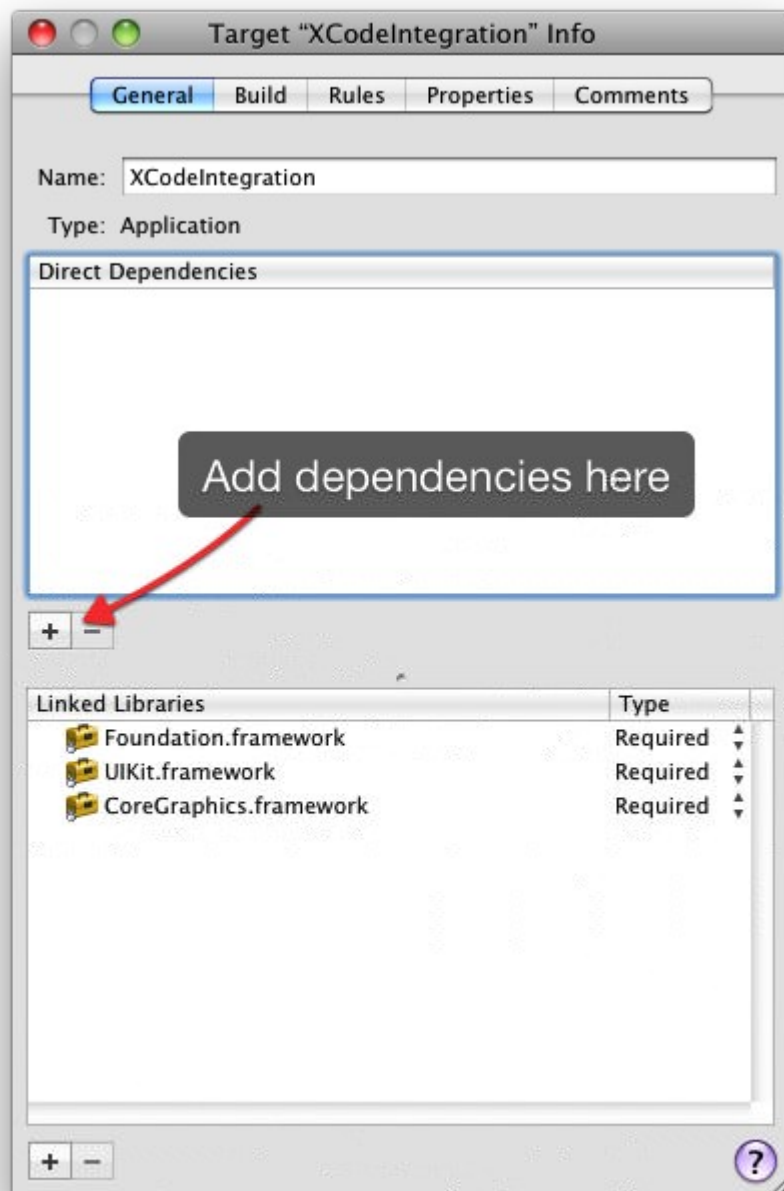 Target “XCodeIntegration” Info
General Build Rules Properties Comments
Name: XCodeIntegration
Type: Application
Direct Dependencies
Add dependencies here
+ −
Linked Libraries Type
Foundation.framework Required
UIKit.framework Required
CoreGraphics.framework Required
+ − ?